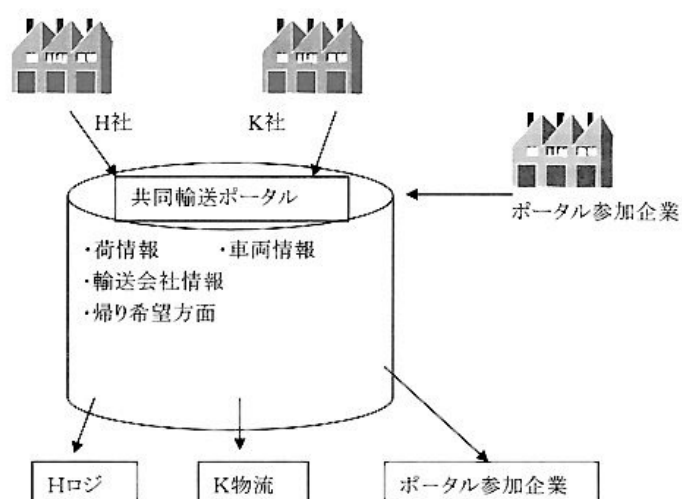 H社
K社
共同輸送ポータル
ポータル参加企業
・荷情報 ・車両情報
・輸送会社情報
・帰り希望方面
Hロジ
K物流
ポータル参加企業